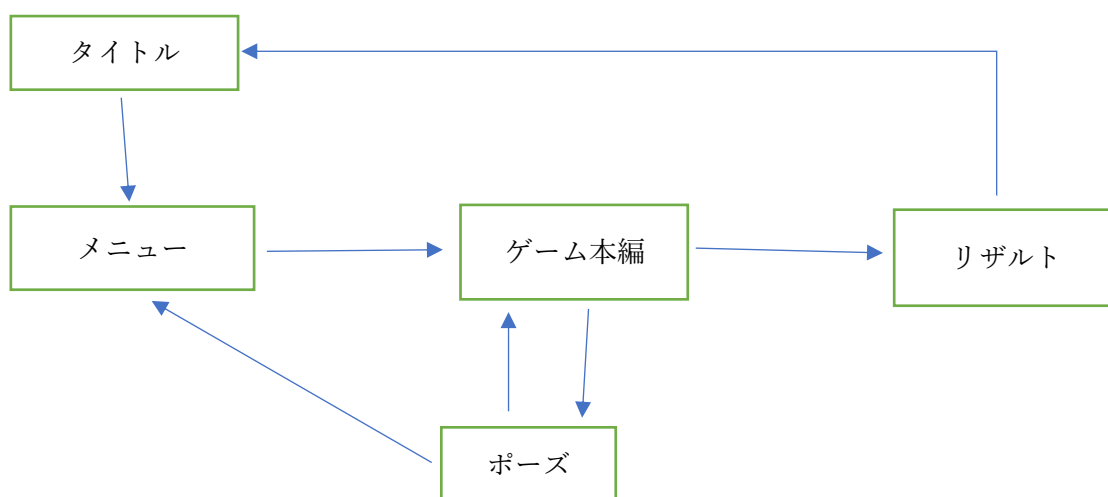 タイトル
メニュー
ゲーム本編
リザルト
ポーズ